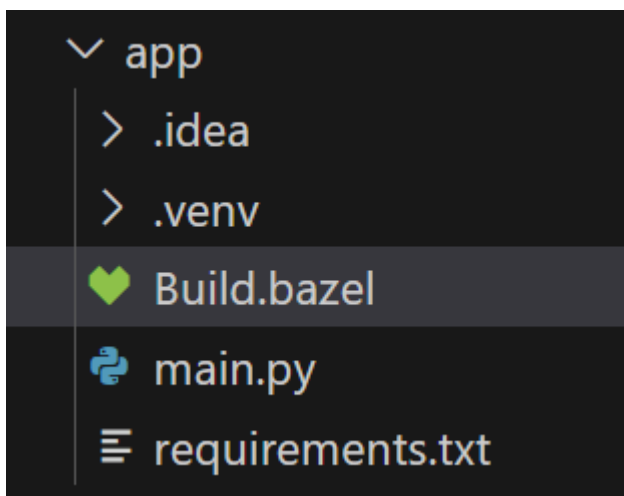 app
.idea
.venv
Build.bazel
main.py
requirements.txt